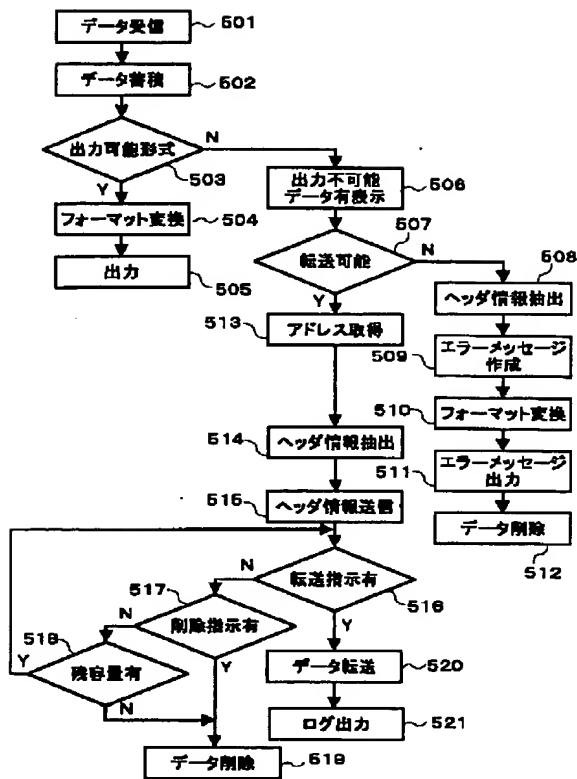 データ受信 501
データ蓄積 502
出力可能形式 503
N
Y
フォーマット変換 504
出力 505
出力不可能
データ有表示 506
転送可能 507
N
Y
ヘッダ情報抽出 508
エラーメッセージ
作成 509
フォーマット変換 510
エラーメッセージ
出力 511
データ削除 512
513 アドレス取得
514 ヘッダ情報抽出
515 ヘッダ情報送信
転送指示有 516
N
Y
517 削除指示有
N
Y
518 残容量有
Y
N
データ転送 520
ログ出力 521
データ削除 519